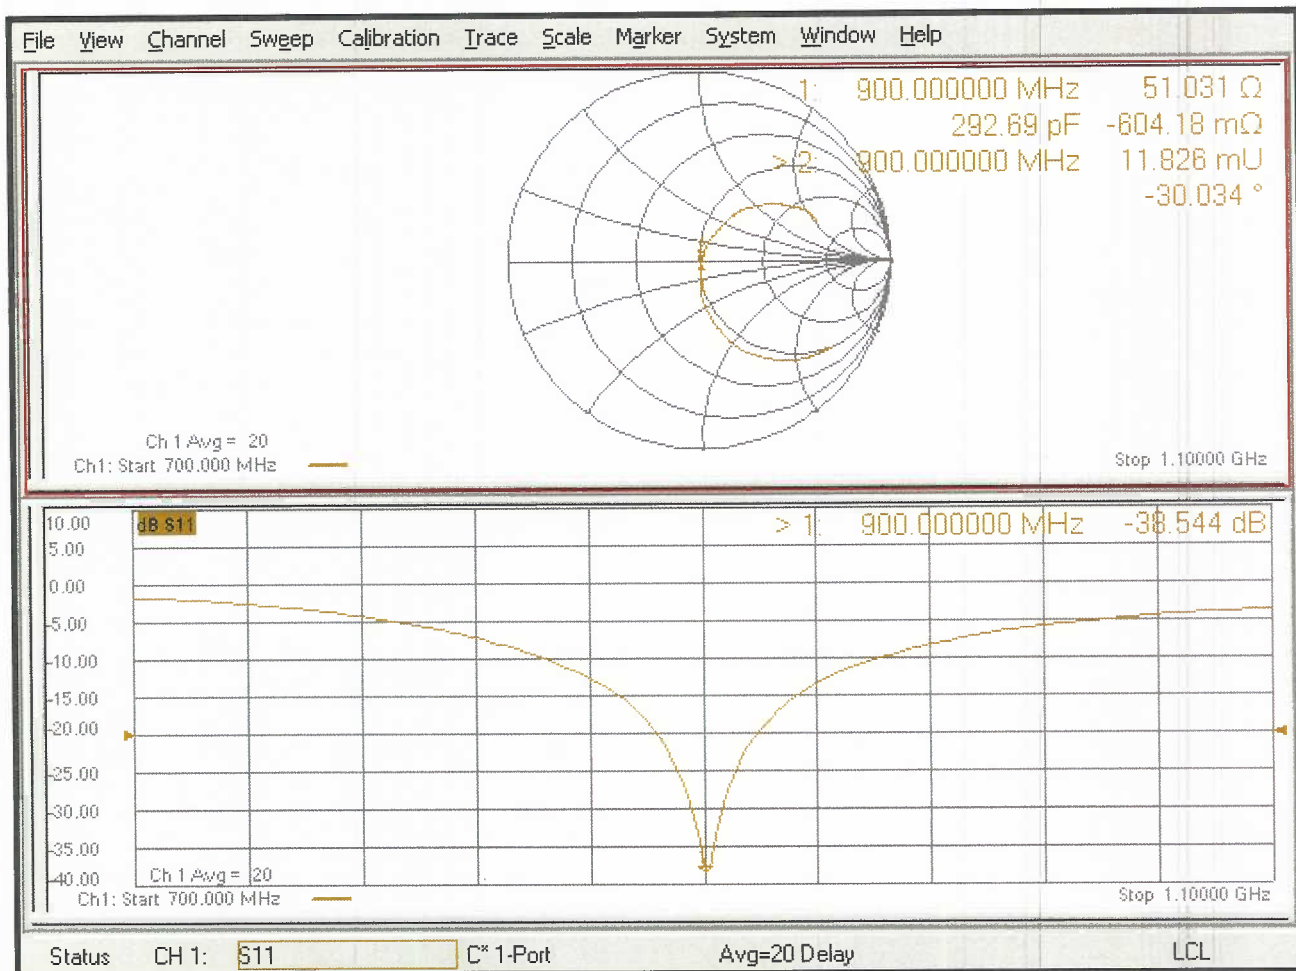 File View Channel Sweep Calibration Trace Scale Marker System Window Help
1: 900.000000 MHz 51.031 Ω
292.69 pF -604.18 mΩ
> 2: 900.000000 MHz 11.826 mU
-30.034 °
Ch 1 Avg = 20
Ch1: Start 700.000 MHz
Stop 1.10000 GHz
dB S11
> 1: 900.000000 MHz -38.544 dB
10.00
5.00
0.00
-5.00
-10.00
-15.00
-20.00
-25.00
-30.00
-35.00
-40.00
Ch 1 Avg = 20
Ch1: Start 700.000 MHz
Stop 1.10000 GHz
Status CH 1: S11 C* 1-Port Avg=20 Delay LCL